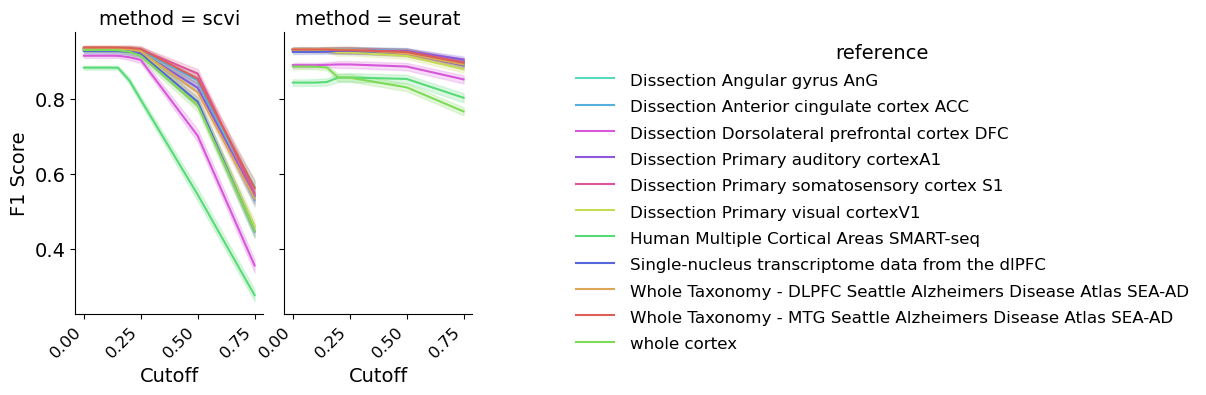 method = scvi
method = seurat
F1 Score
0.8
0.6
0.4
0.00
0.25
0.50
0.75
0.00
0.25
0.50
0.75
Cutoff
Cutoff
reference
Dissection Angular gyrus AnG
Dissection Anterior cingulate cortex ACC
Dissection Dorsolateral prefrontal cortex DFC
Dissection Primary auditory cortexA1
Dissection Primary somatosensory cortex S1
Dissection Primary visual cortexV1
Human Multiple Cortical Areas SMART-seq
Single-nucleus transcriptome data from the dlPFC
Whole Taxonomy - DLPFC Seattle Alzheimers Disease Atlas SEA-AD
Whole Taxonomy - MTG Seattle Alzheimers Disease Atlas SEA-AD
whole cortex